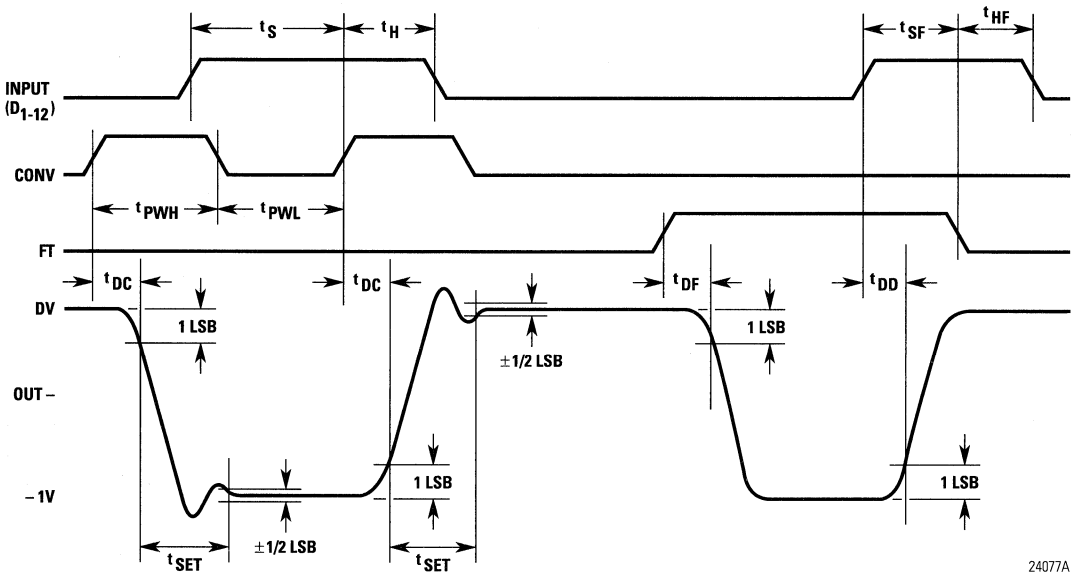 tS
tH
tSF
tHF
INPUT
(D1-12)
CONV
tPWH
tPWL
FT
tDC
tDC
tDF
tDD
DV
1 LSB
±1/2 LSB
1 LSB
OUT –
1 LSB
1 LSB
– 1V
±1/2 LSB
tSET
tSET
24077A